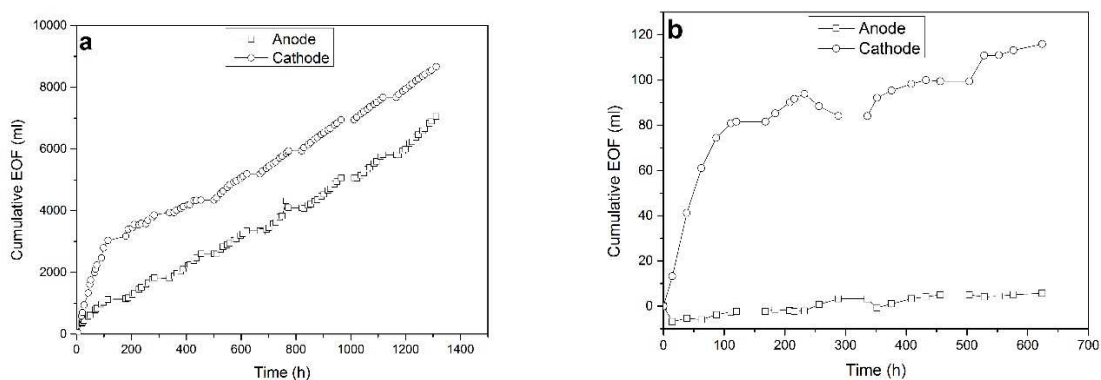 a
Anode
Cathode
Cumulative EOF (ml)
10000
8000
6000
4000
2000
0
0 200 400 600 800 1000 1200 1400
Time (h)
b
Anode
Cathode
Cumulative EOF (ml)
120
100
80
60
40
20
0
0 100 200 300 400 500 600 700
Time (h)